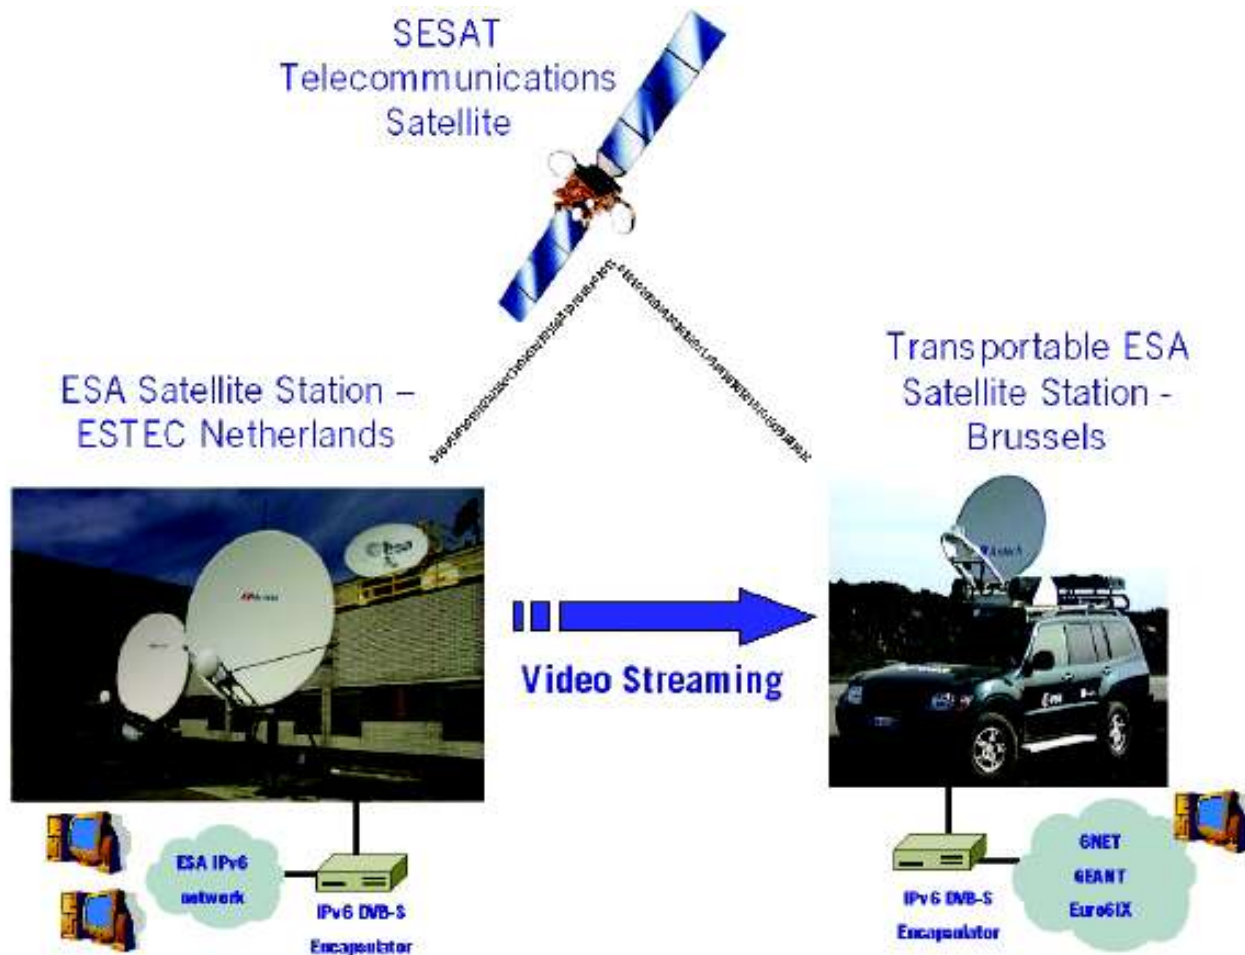 SESAT
Telecommunications
Satellite
ESA Satellite Station –
ESTEC Netherlands
Transportable ESA
Satellite Station -
Brussels
esa
Video Streaming
ESA IPv6
network
IPv6 DVB-S
Encapsulator
IPv6 DVB-S
Encapsulator
6NET
GEANT
Euro6IX